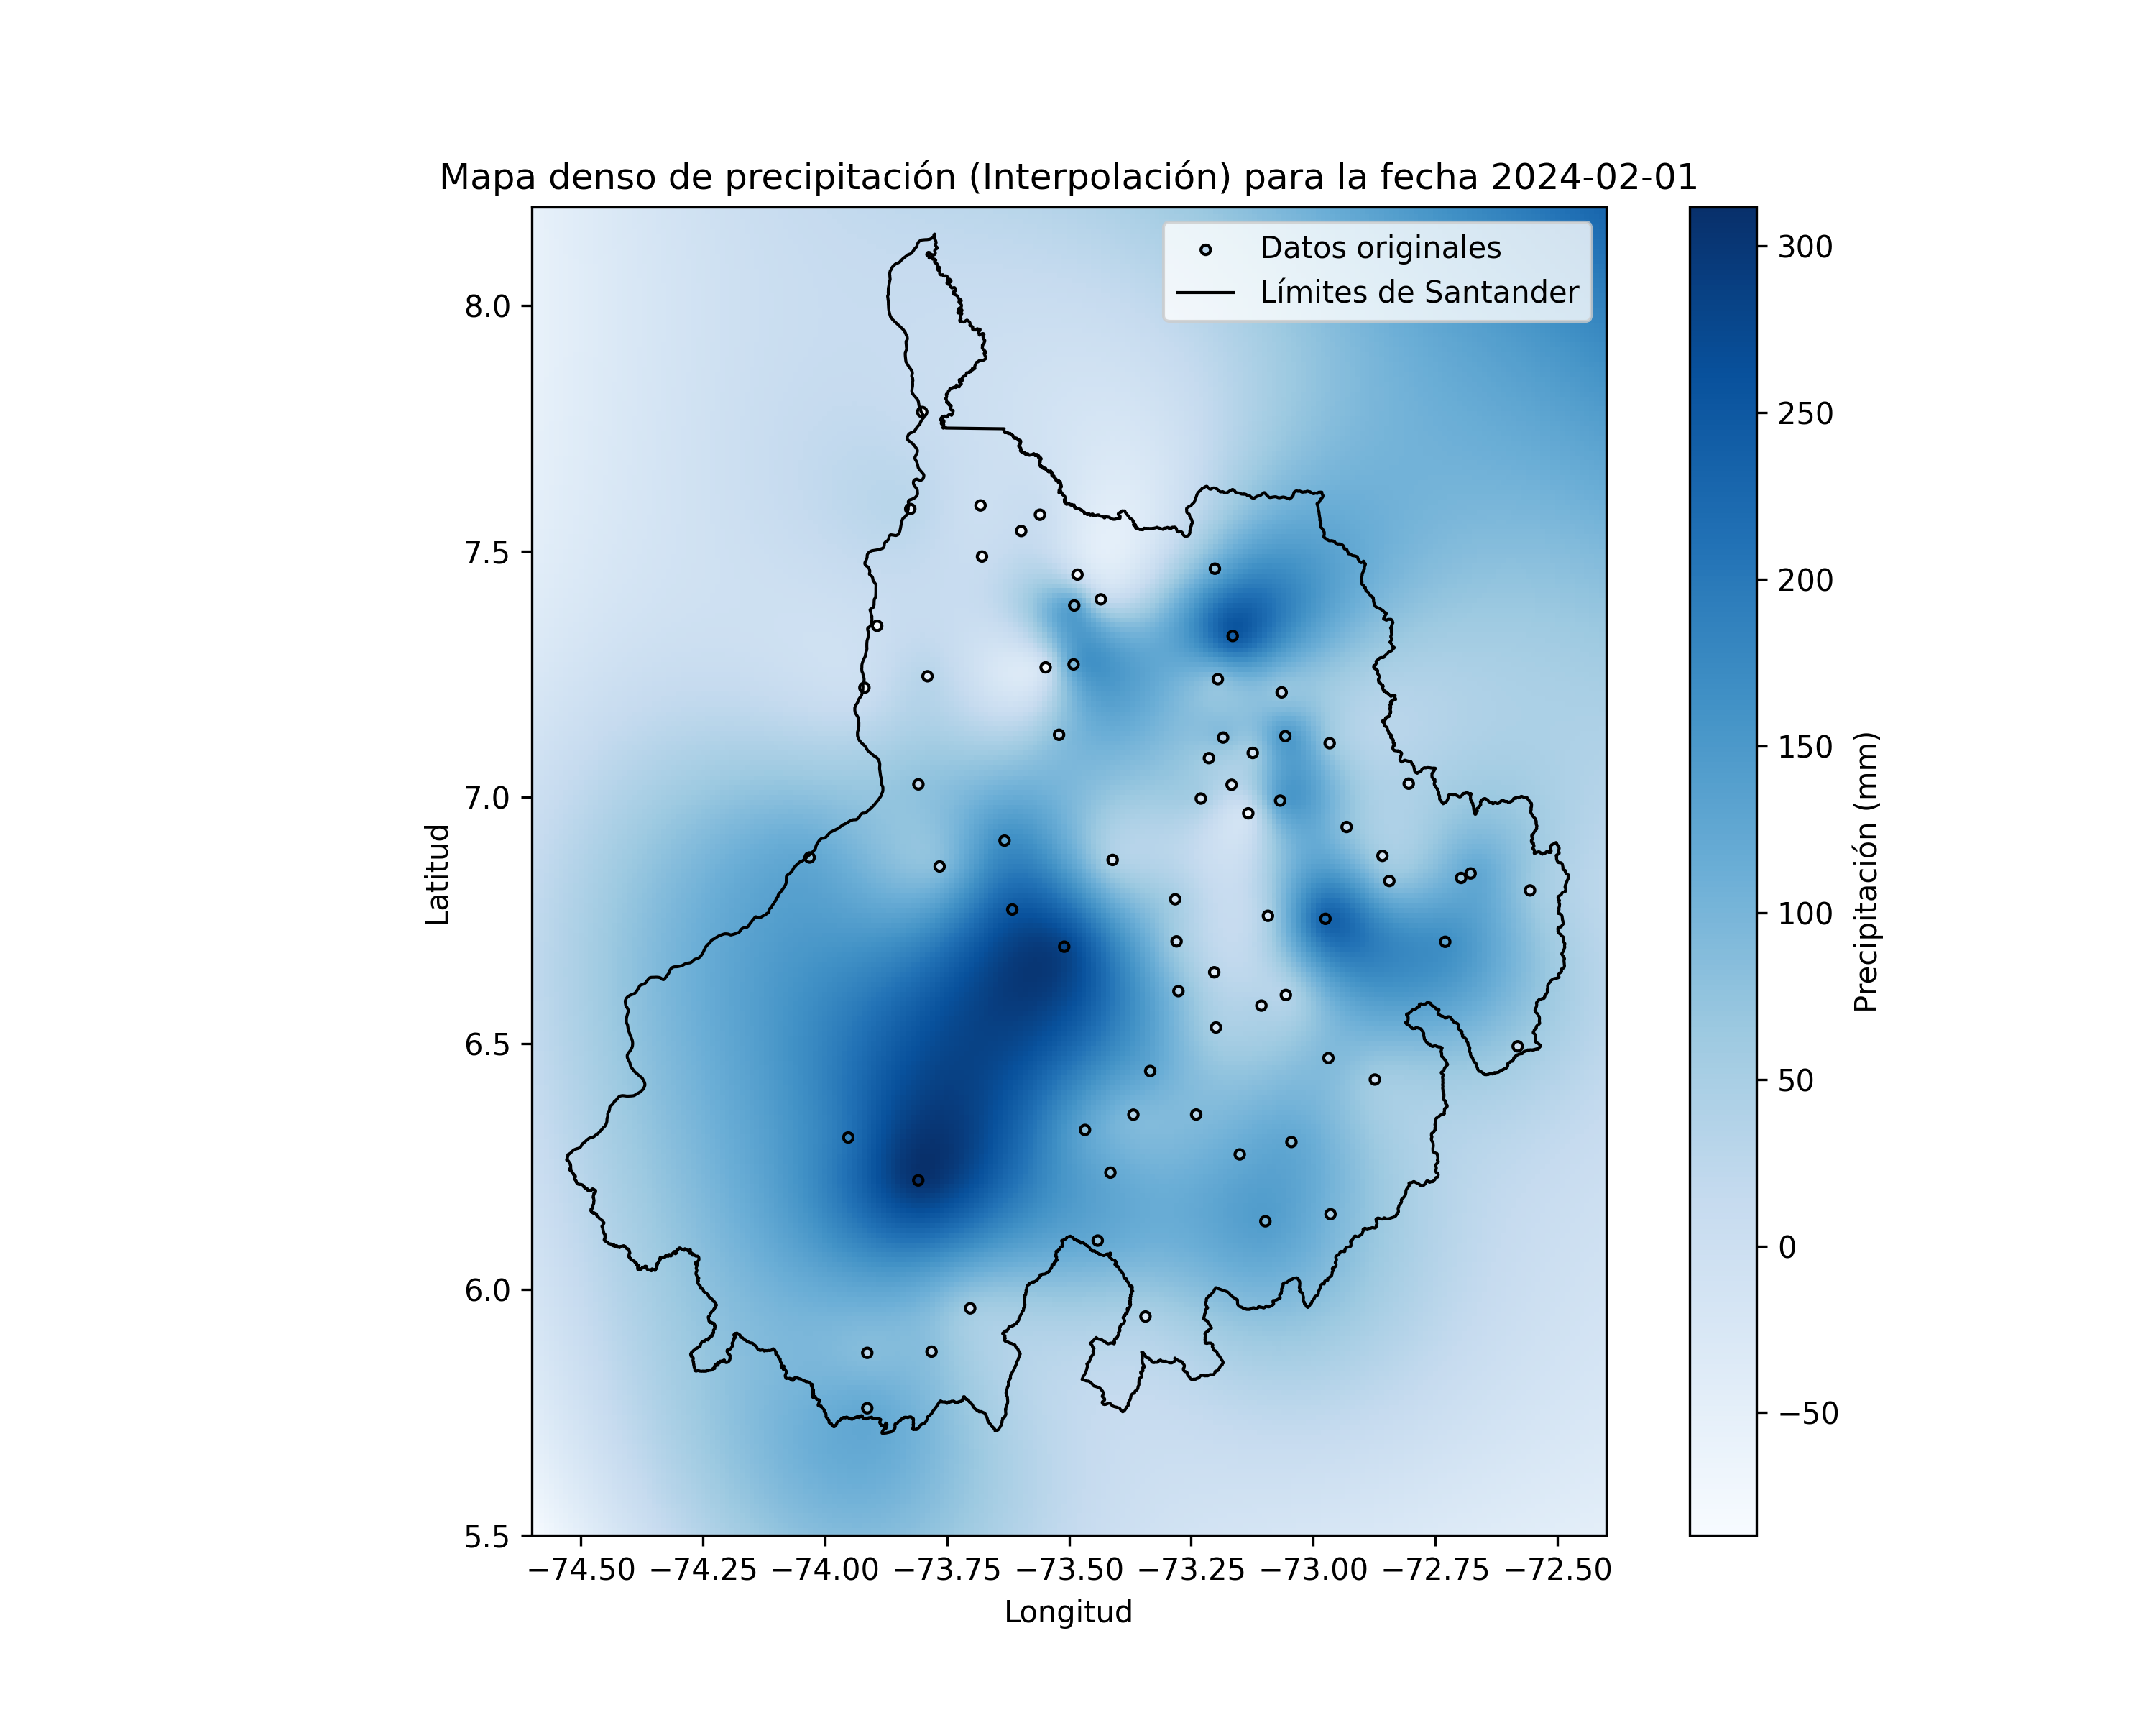 Mapa denso de precipitación (Interpolación) para la fecha 2024-02-01
Datos originales
Límites de Santander
8.0
7.5
7.0
6.5
6.0
5.5
Latitud
−74.50 −74.25 −74.00 −73.75 −73.50 −73.25 −73.00 −72.75 −72.50
Longitud
300
250
200
150
100
50
0
−50
Precipitación (mm)